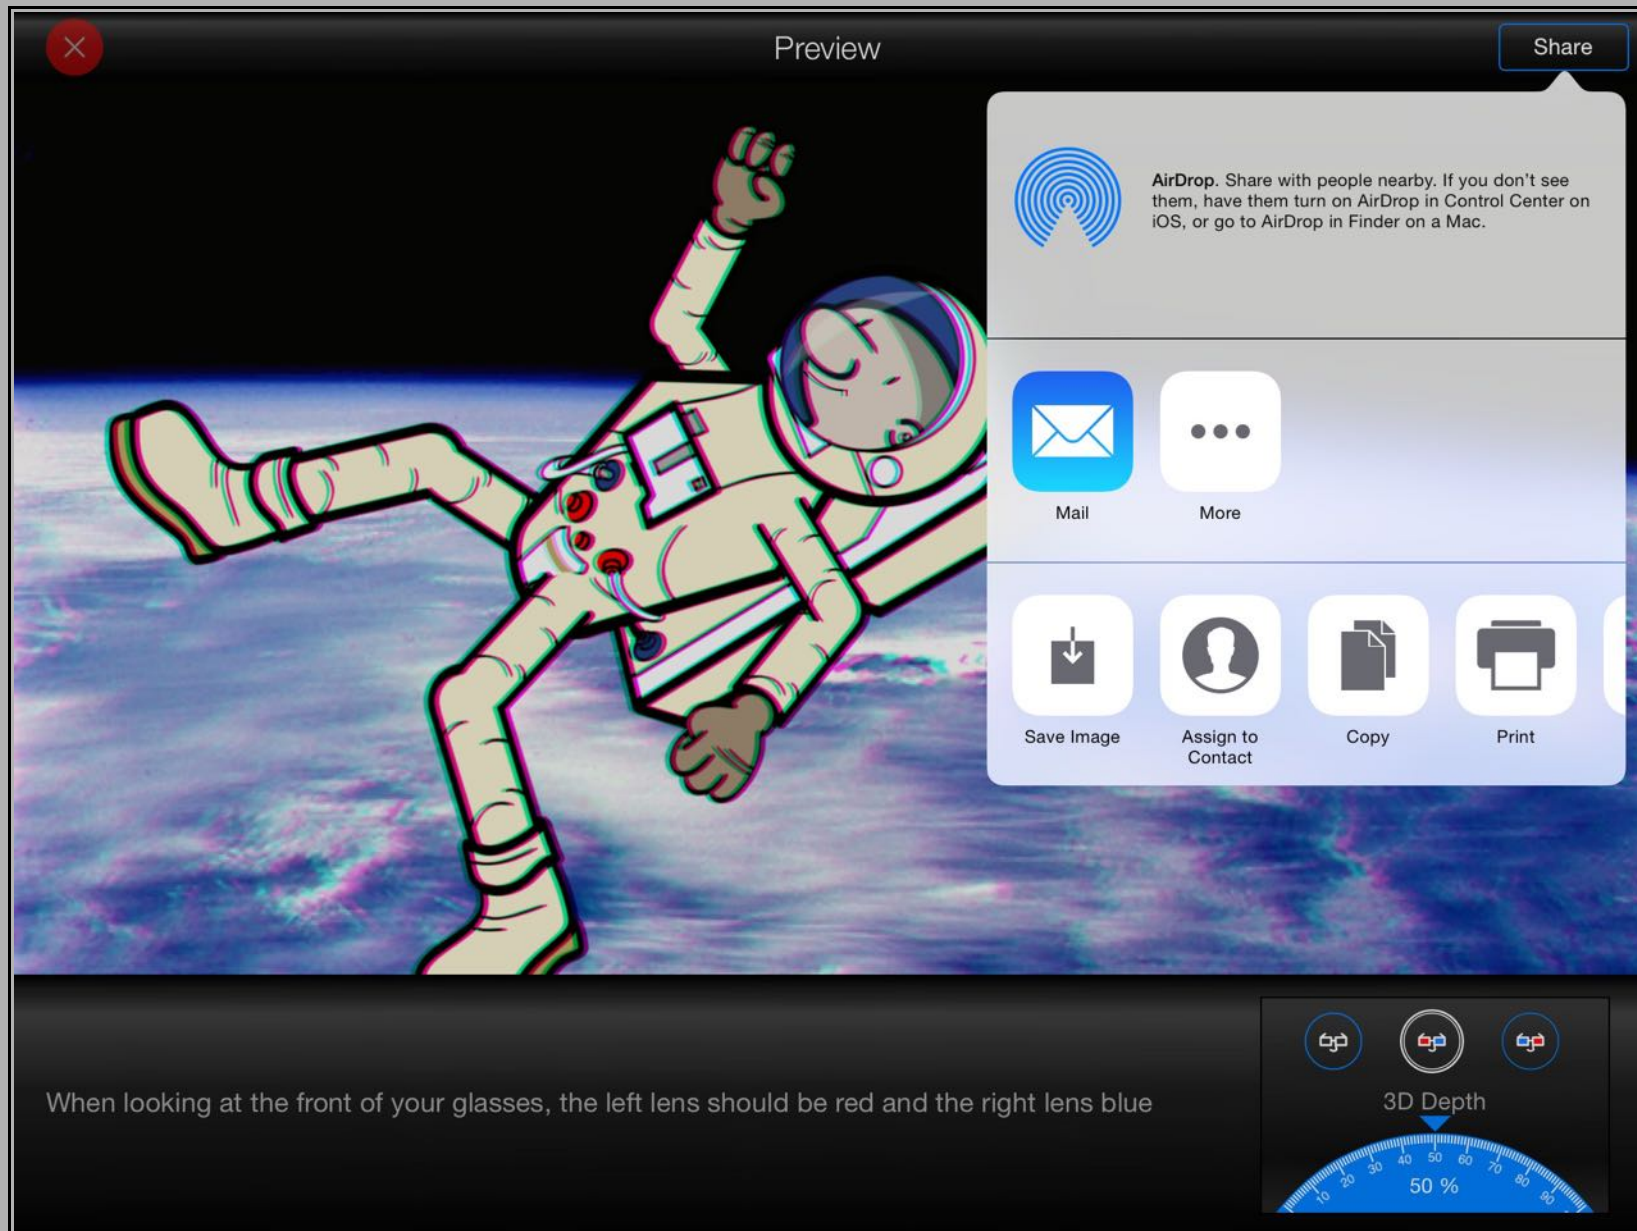 Preview
Share
AirDrop. Share with people nearby. If you don't see
them, have them turn on AirDrop in Control Center on
iOS, or go to AirDrop in Finder on a Mac.
Mail
More
Save Image
Assign to
Contact
Copy
Print
When looking at the front of your glasses, the left lens should be red and the right lens blue
3D Depth
10 20 30 40 50 60 70 80 90
50 %